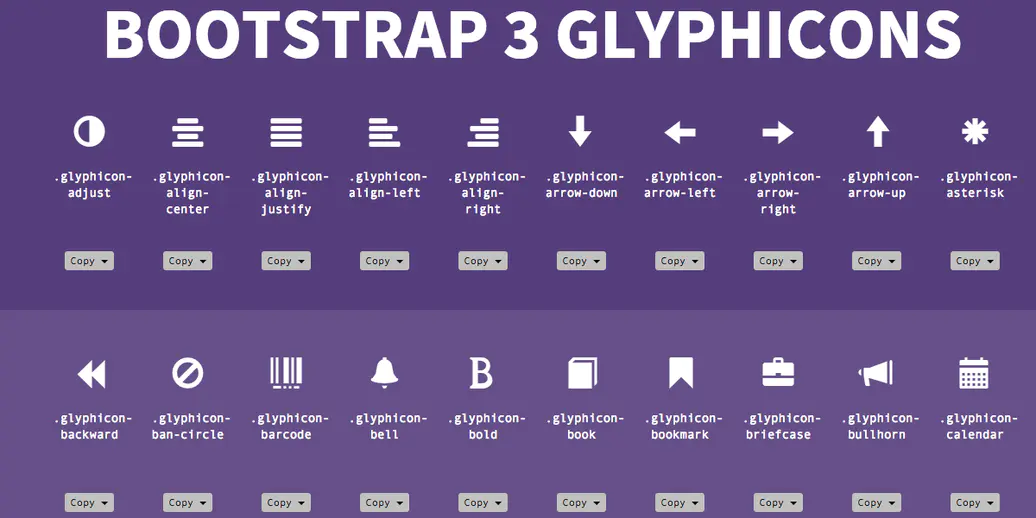 BOOTSTRAP 3 GLYPHICONS
.glyphicon- .glyphicon- .glyphicon- .glyphicon- .glyphicon- .glyphicon- .glyphicon- .glyphicon- .glyphicon- .glyphicon-
adjust align- align- align-left align- arrow-down arrow-left arrow- arrow-up asterisk
center justify right right
Copy Copy Copy Copy Copy Copy Copy Copy Copy Copy
.glyphicon- .glyphicon- .glyphicon- .glyphicon- .glyphicon- .glyphicon- .glyphicon- .glyphicon- .glyphicon- .glyphicon-
backward ban-circle barcode bell bold book bookmark briefcase bullhorn calendar
Copy Copy Copy Copy Copy Copy Copy Copy Copy Copy